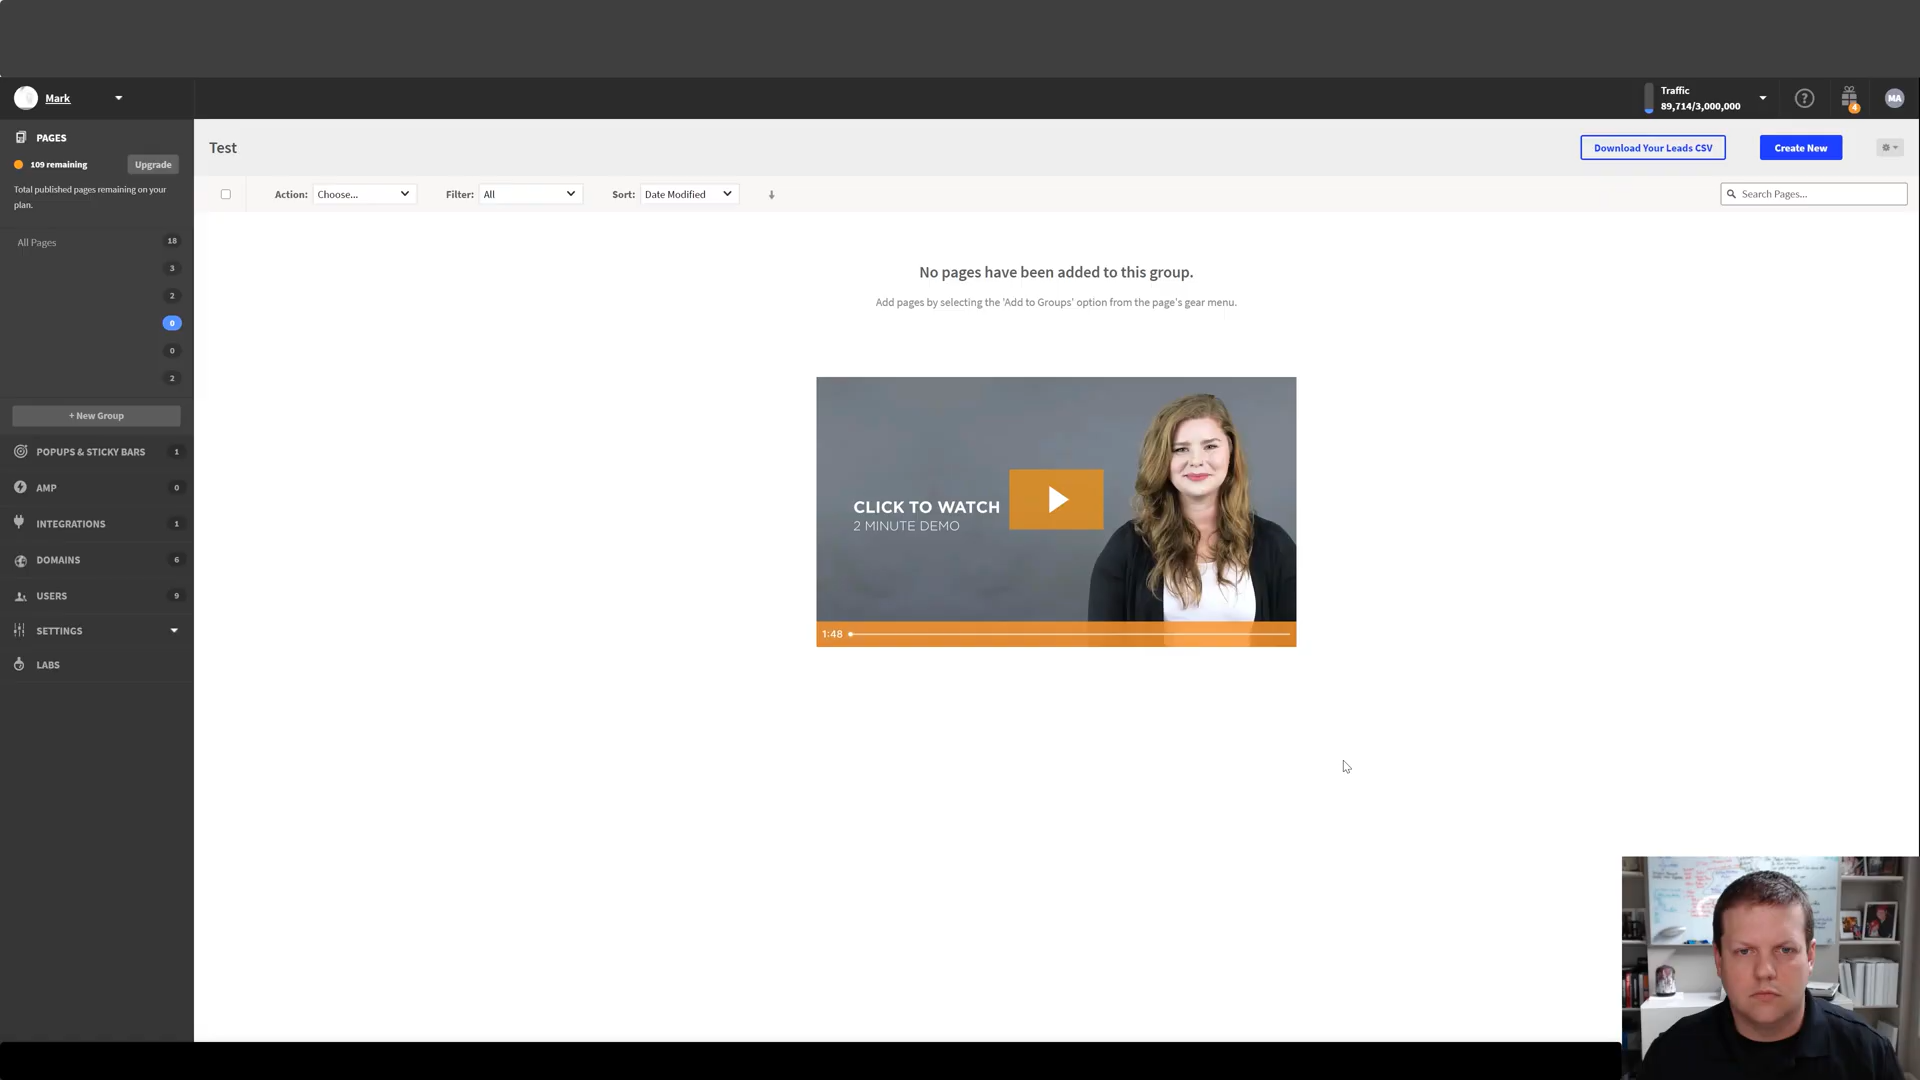 Mark
Traffic
89,714/3,000,000
?
4
MA
PAGES
109 remaining
Upgrade
Total published pages remaining on your
plan.
All Pages
18
3
2
0
0
2
+ New Group
POPUPS & STICKY BARS
1
AMP
0
INTEGRATIONS
1
DOMAINS
6
USERS
9
SETTINGS
LABS
Test
Download Your Leads CSV
Create New
Action: Choose...
Filter: All
Sort: Date Modified
Search Pages...
No pages have been added to this group.
Add pages by selecting the 'Add to Groups' option from the page's gear menu.
CLICK TO WATCH
2 MINUTE DEMO
1:48